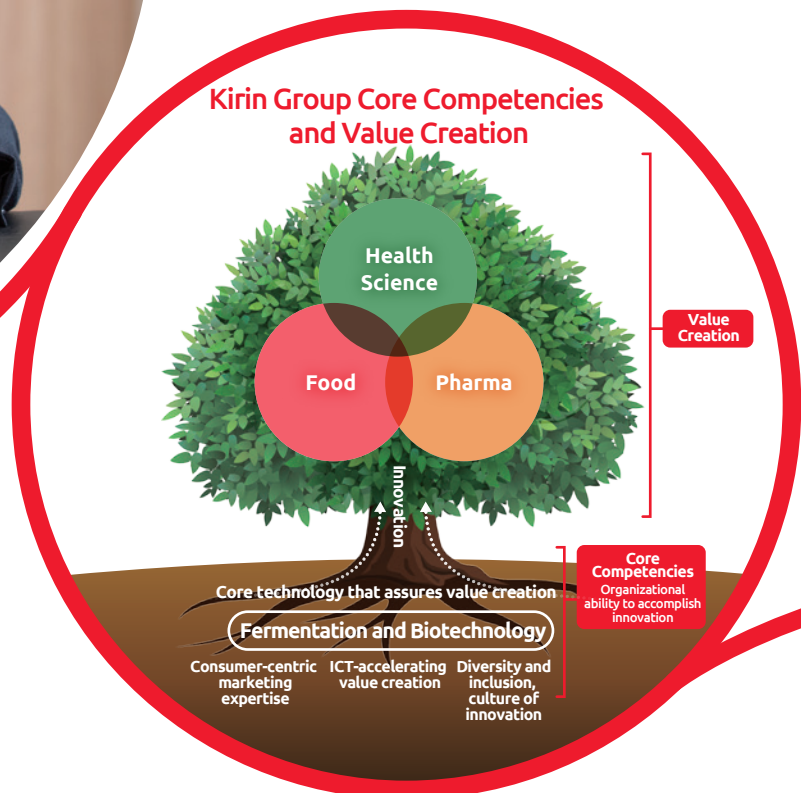 Kirin Group Core Competencies
and Value Creation
Health
Science
Food
Pharma
Value
Creation
Innovation
Core
Competencies
Organizational
ability to accomplish
innovation
Core technology that assures value creation
Fermentation and Biotechnology
Consumer-centric
marketing
expertise
ICT-accelerating
value creation
Diversity and
inclusion,
culture of
innovation